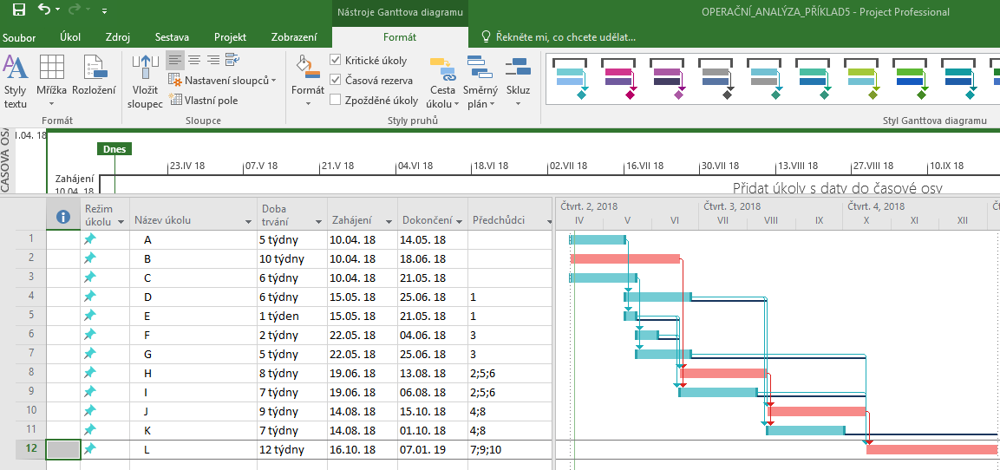 Nástroje Ganttova diagramu OPERAČNÍ_ANALÝZA_PŘÍKLAD5 - Project Professional
Soubor Úkol Zdroj Sestava Projekt Zobrazení Formát Řekněte mi, co chcete udělat...
Styly textu Mřížka Rozložení
Formát
Vložit sloupec Nastavení sloupců Vlastní pole
Sloupce
Formát Kritické úkoly Časová rezerva Zpožděné úkoly Cesta úkolu Směrný plán Skluz
Styly pruhů
Styl Ganttova diagramu
ČASOVÁ OSA
1.04. 18
Dnes
23.IV 18 07.V 18 21.V 18 04.VI 18 18.VI 18 02.VII 18 16.VII 18 30.VII 18 13.VIII 18 27.VIII 18 10.IX 18
Zahájení
10.04. 18
Přidat úkoly s daty do časové osy
Režim úkolu Název úkolu Doba trvání Zahájení Dokončení Předchůdci
Čtvrt. 2, 2018 Čtvrt. 3, 2018 Čtvrt. 4, 2018 Čt
IV V VI VII VIII IX X XI XII
1 A 5 týdny 10.04. 18 14.05. 18
2 B 10 týdny 10.04. 18 18.06. 18
3 C 6 týdny 10.04. 18 21.05. 18
4 D 6 týdny 15.05. 18 25.06. 18 1
5 E 1 týden 15.05. 18 21.05. 18 1
6 F 2 týdny 22.05. 18 04.06. 18 3
7 G 5 týdny 22.05. 18 25.06. 18 3
8 H 8 týdny 19.06. 18 13.08. 18 2;5;6
9 I 7 týdny 19.06. 18 06.08. 18 2;5;6
10 J 9 týdny 14.08. 18 15.10. 18 4;8
11 K 7 týdny 14.08. 18 01.10. 18 4;8
12 L 12 týdny 16.10. 18 07.01. 19 7;9;10